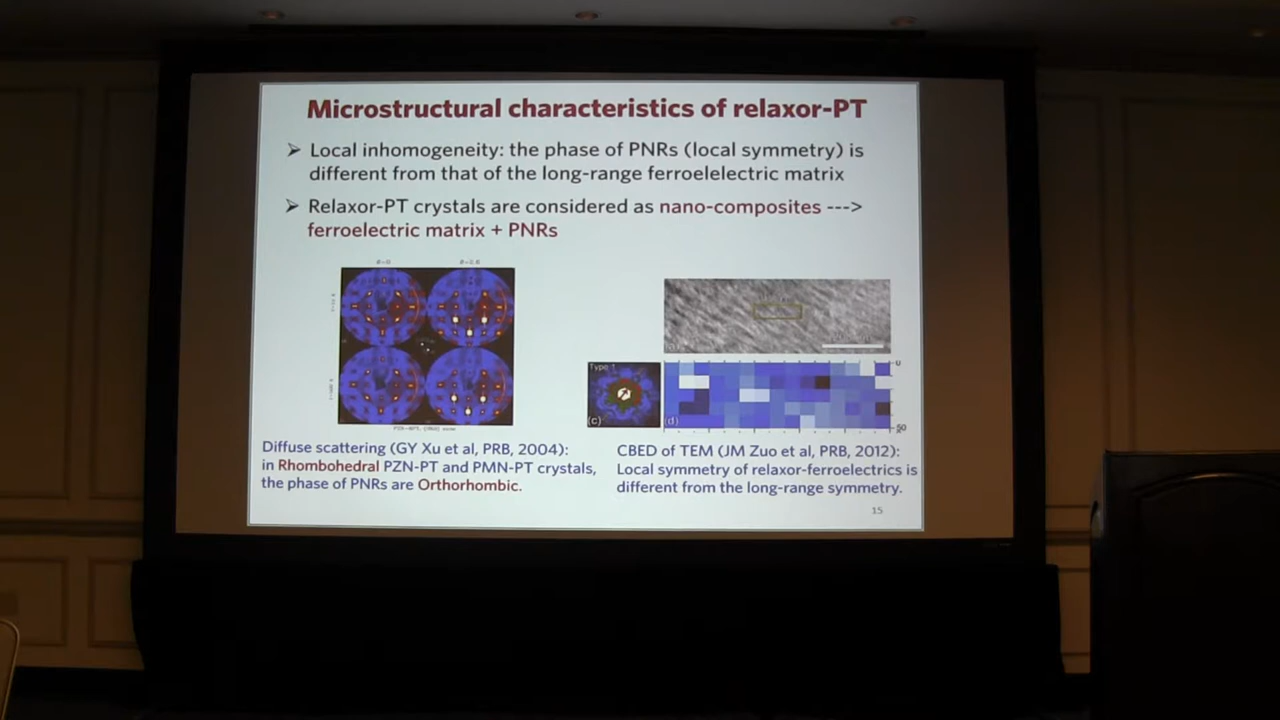 Microstructural characteristics of relaxor-PT
➢ Local inhomogeneity: the phase of PNRs (local symmetry) is
different from that of the long-range ferroelelectric matrix
➢ Relaxor-PT crystals are considered as nano-composites --->
ferroelectric matrix + PNRs
Type 1
(c)
(d)
0
50
Diffuse scattering (GY Xu et al, PRB, 2004):
in Rhombohedral PZN-PT and PMN-PT crystals,
the phase of PNRs are Orthorhombic.
CBED of TEM (JM Zuo et al, PRB, 2012):
Local symmetry of relaxor-ferroelectrics is
different from the long-range symmetry.
15